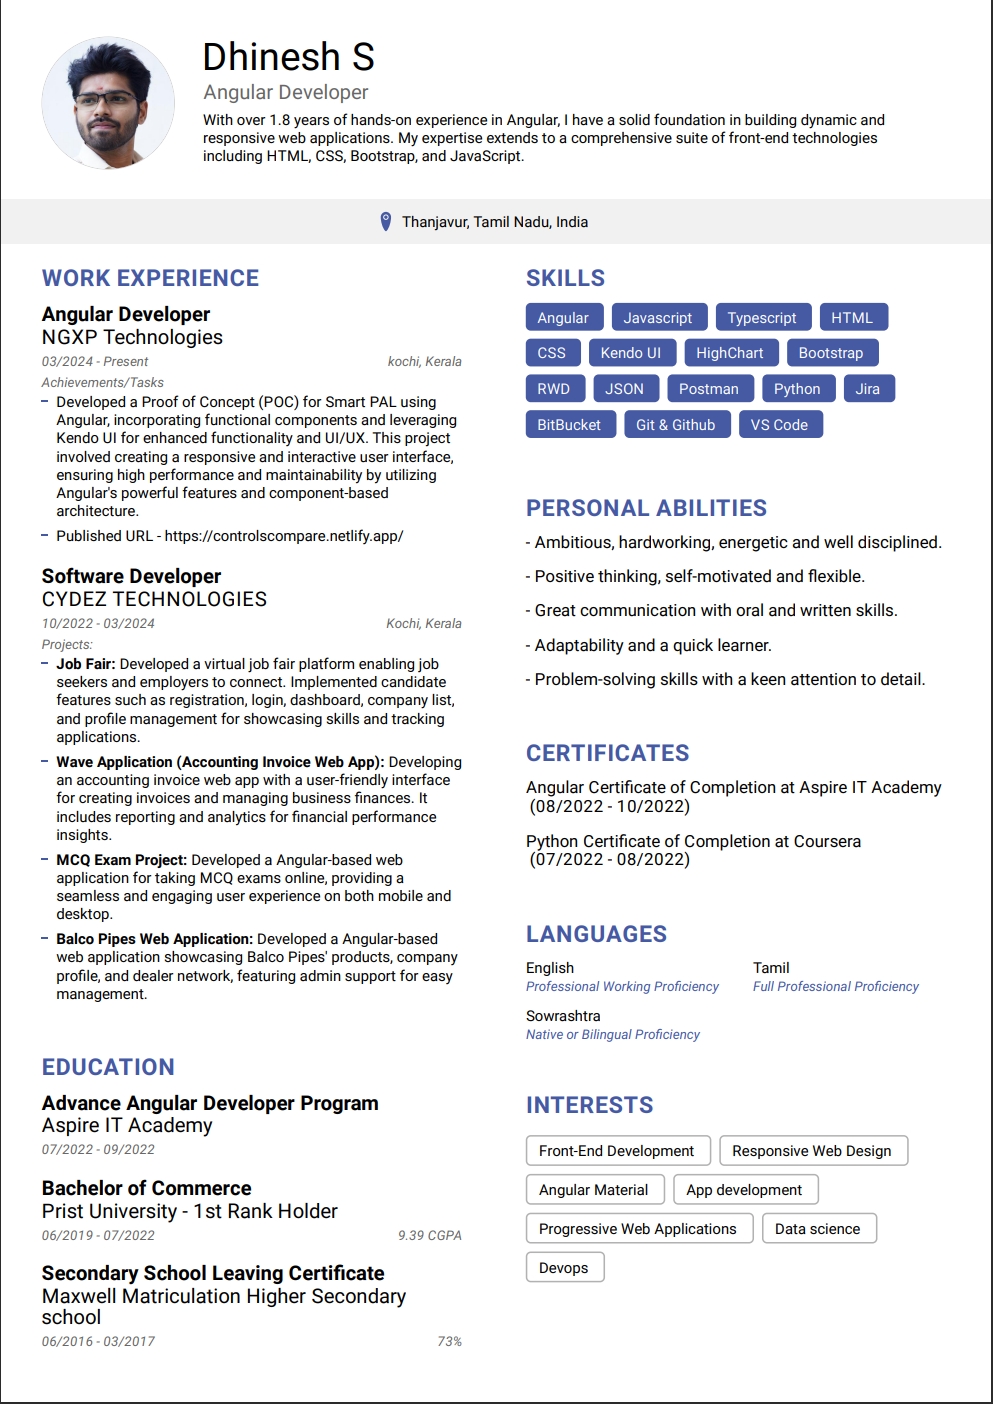 Dhinesh S
Angular Developer
With over 1.8 years of hands-on experience in Angular, I have a solid foundation in building dynamic and
responsive web applications. My expertise extends to a comprehensive suite of front-end technologies
including HTML, CSS, Bootstrap, and JavaScript.
Thanjavur, Tamil Nadu, India
WORK EXPERIENCE
Angular Developer
NGXP Technologies
03/2024 - Present kochi, Kerala
Achievements/Tasks
Developed a Proof of Concept (POC) for Smart PAL using
Angular, incorporating functional components and leveraging
Kendo UI for enhanced functionality and UI/UX. This project
involved creating a responsive and interactive user interface,
ensuring high performance and maintainability by utilizing
Angular's powerful features and component-based
architecture.
Published URL - https://controlscompare.netlify.app/
Software Developer
CYDEZ TECHNOLOGIES
10/2022 - 03/2024 Kochi, Kerala
Projects:
Job Fair: Developed a virtual job fair platform enabling job
seekers and employers to connect. Implemented candidate
features such as registration, login, dashboard, company list,
and profile management for showcasing skills and tracking
applications.
Wave Application (Accounting Invoice Web App): Developing
an accounting invoice web app with a user-friendly interface
for creating invoices and managing business finances. It
includes reporting and analytics for financial performance
insights.
MCQ Exam Project: Developed a Angular-based web
application for taking MCQ exams online, providing a
seamless and engaging user experience on both mobile and
desktop.
Balco Pipes Web Application: Developed a Angular-based
web application showcasing Balco Pipes' products, company
profile, and dealer network, featuring admin support for easy
management.
EDUCATION
Advance Angular Developer Program
Aspire IT Academy
07/2022 - 09/2022
Bachelor of Commerce
Prist University - 1st Rank Holder
06/2019 - 07/2022 9.39 CGPA
Secondary School Leaving Certificate
Maxwell Matriculation Higher Secondary
school
06/2016 - 03/2017 73%
SKILLS
Angular Javascript Typescript HTML
CSS Kendo UI HighChart Bootstrap
RWD JSON Postman Python Jira
BitBucket Git & Github VS Code
PERSONAL ABILITIES
- Ambitious, hardworking, energetic and well disciplined.
- Positive thinking, self-motivated and flexible.
- Great communication with oral and written skills.
- Adaptability and a quick learner.
- Problem-solving skills with a keen attention to detail.
CERTIFICATES
Angular Certificate of Completion at Aspire IT Academy
(08/2022 - 10/2022)
Python Certificate of Completion at Coursera
(07/2022 - 08/2022)
LANGUAGES
English Tamil
Professional Working Proficiency Full Professional Proficiency
Sowrashtra
Native or Bilingual Proficiency
INTERESTS
Front-End Development Responsive Web Design
Angular Material App development
Progressive Web Applications Data science
Devops